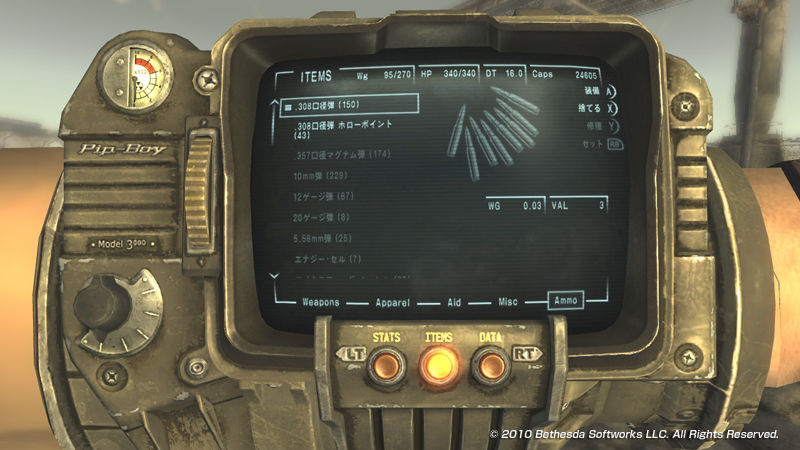 ITEMS Wg 95/270 HP 340/340 DT 16.0 Caps 24605
.308口径弾 (150)
.308口径弾 ホローポイント
(43)
.357口径マグナム弾 (174)
10mm弾 (229)
12ゲージ弾 (67)
20ゲージ弾 (8)
5.56mm弾 (25)
エナジー・セル (7)
装備 A
捨てる X
修理 Y
セット RB
WG 0.03 VAL 3
Weapons Apparel Aid Misc Ammo
Pip-Boy
Model 3000
STATS ITEMS DATA
LT RT
© 2010 Bethesda Softworks LLC. All Rights Reserved.